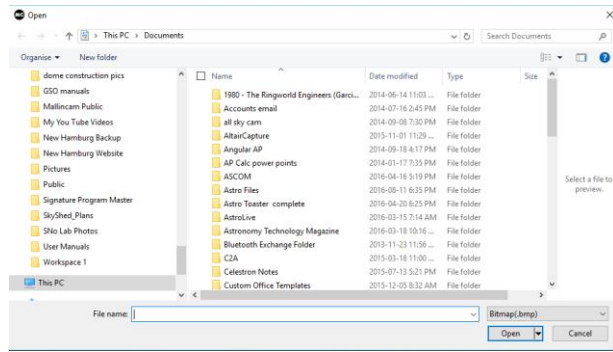 Open
This PC > Documents
Search Documents
Organise
New folder
dome construction pics
GSO manuals
Mallincam Public
My You Tube Videos
New Hamburg Backup
New Hamburg Website
Pictures
Public
Signature Program Master
SkyShed_Plans
SNo Lab Photos
User Manuals
Workspace 1
This PC
Name Date modified Type Size
1980 - The Ringworld Engineers (Garci... 2014-06-14 11:03 ... File folder
Accounts email 2014-07-16 2:45 PM File folder
all sky cam 2014-09-08 7:30 PM File folder
AltairCapture 2015-11-01 11:29 ... File folder
Angular AP 2014-09-18 4:17 PM File folder
AP Calc power points 2014-01-17 7:35 PM File folder
ASCOM 2016-04-16 5:19 PM File folder
Astro Files 2016-08-11 6:35 PM File folder
Astro Toaster complete 2016-04-20 6:25 PM File folder
AstroLive 2016-03-15 7:14 AM File folder
Astronomy Technology Magazine 2016-03-18 10:16 ... File folder
Bluetooth Exchange Folder 2013-11-23 11:56 ... File folder
C2A 2015-03-18 11:00 ... File folder
Celestron Notes 2015-07-13 5:21 PM File folder
Custom Office Templates 2015-12-05 8:32 AM File folder
Select a file to
preview.
File name:
Bitmap(.bmp)
Open
Cancel